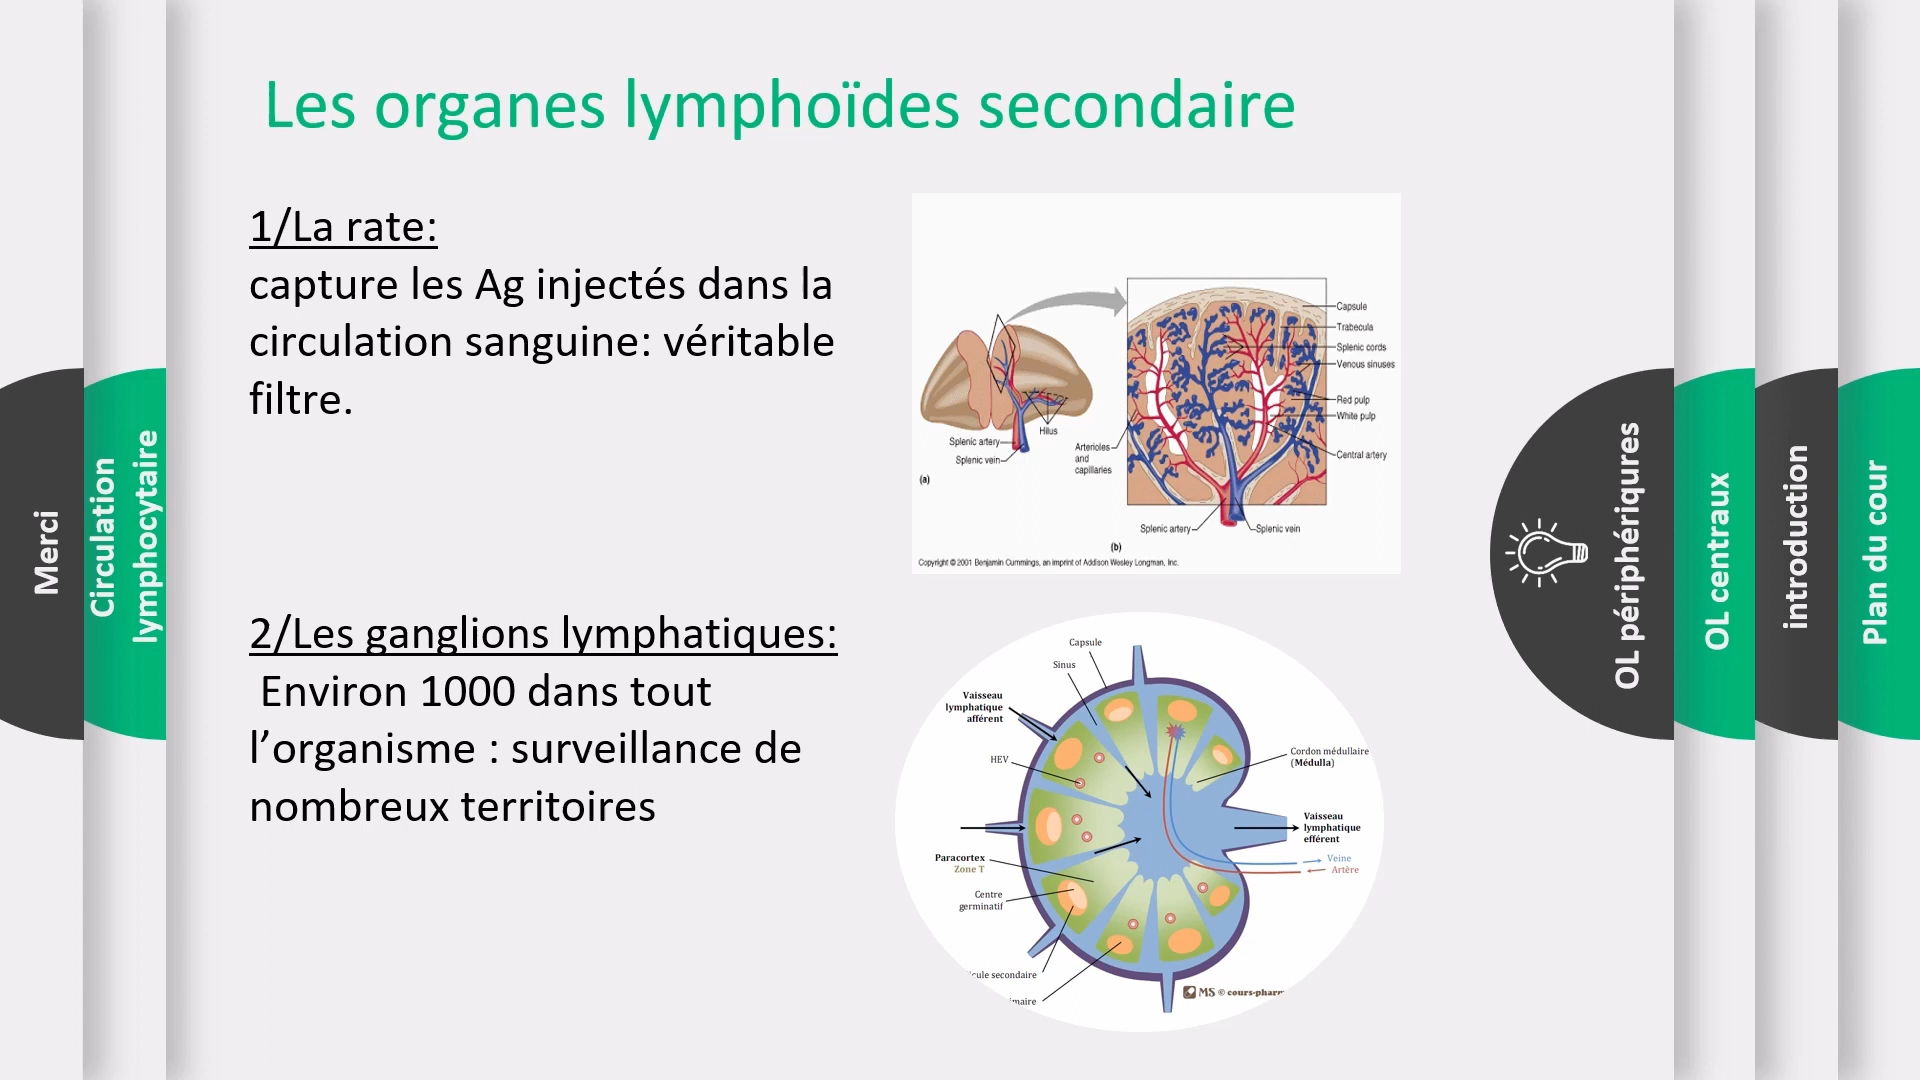 Les organes lymphoïdes secondaire
1/La rate:
capture les Ag injectés dans la
circulation sanguine: véritable
filtre.
Capsule
Trabecula
Splenic cords
Venous sinuses
Red pulp
White pulp
Central artery
Hilus
Splenic artery
Splenic vein
Arterioles
and
capillaries
(a)
Splenic artery
Splenic vein
(b)
Copyright © 2001 Benjamin Cummings, an imprint of Addison Wesley Longman, Inc.
2/Les ganglions lymphatiques:
Environ 1000 dans tout
l’organisme : surveillance de
nombreux territoires
Capsule
Sinus
Vaisseau
lymphatique
afférent
HEV
Cordon médullaire
(Médulla)
Vaisseau
lymphatique
efférent
Veine
Artère
Paracortex
Zone T
Centre
germinatif
cule secondaire
maire
MS © cours-pharm
Merci
Circulation
lymphocytaire
OL périphériqures
OL centraux
introduction
Plan du cour